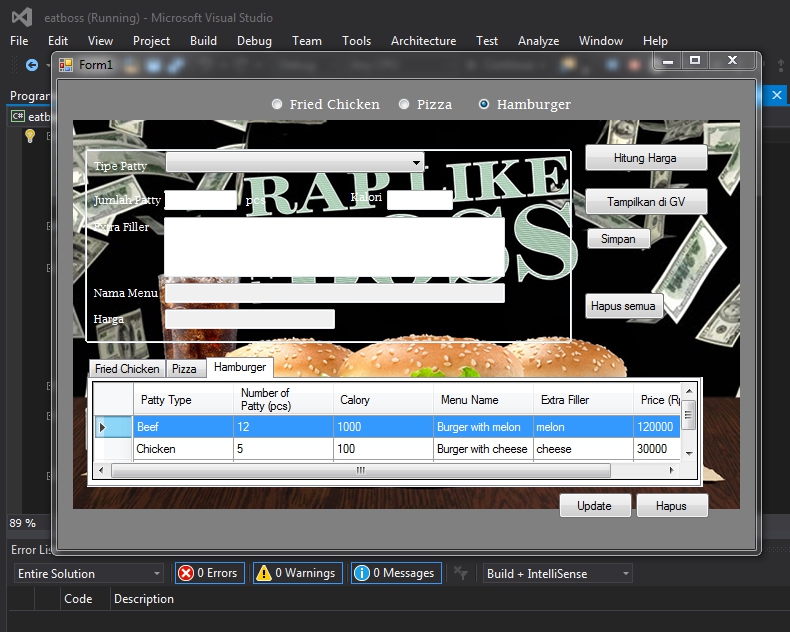 eatboss (Running) - Microsoft Visual Studio
File Edit View Project Build Debug Team Tools Architecture Test Analyze Window Help
Form1
Progran
C# eatb
Fried Chicken Pizza Hamburger
Tipe Patty
RAP LIKE
Hitung Harga
Jumlah Patty pcs Kalori
Tampilkan di GV
Extra Filler
BOSS
Simpan
Nama Menu
Hapus semua
Harga
Fried Chicken Pizza Hamburger
Patty Type Number of Patty (pcs) Calory Menu Name Extra Filler Price (Rp
Beef 12 1000 Burger with melon melon 120000
Chicken 5 100 Burger with cheese cheese 30000
Update Hapus
89 %
Error Lis
Entire Solution 0 Errors 0 Warnings 0 Messages Build + IntelliSense
Code Description